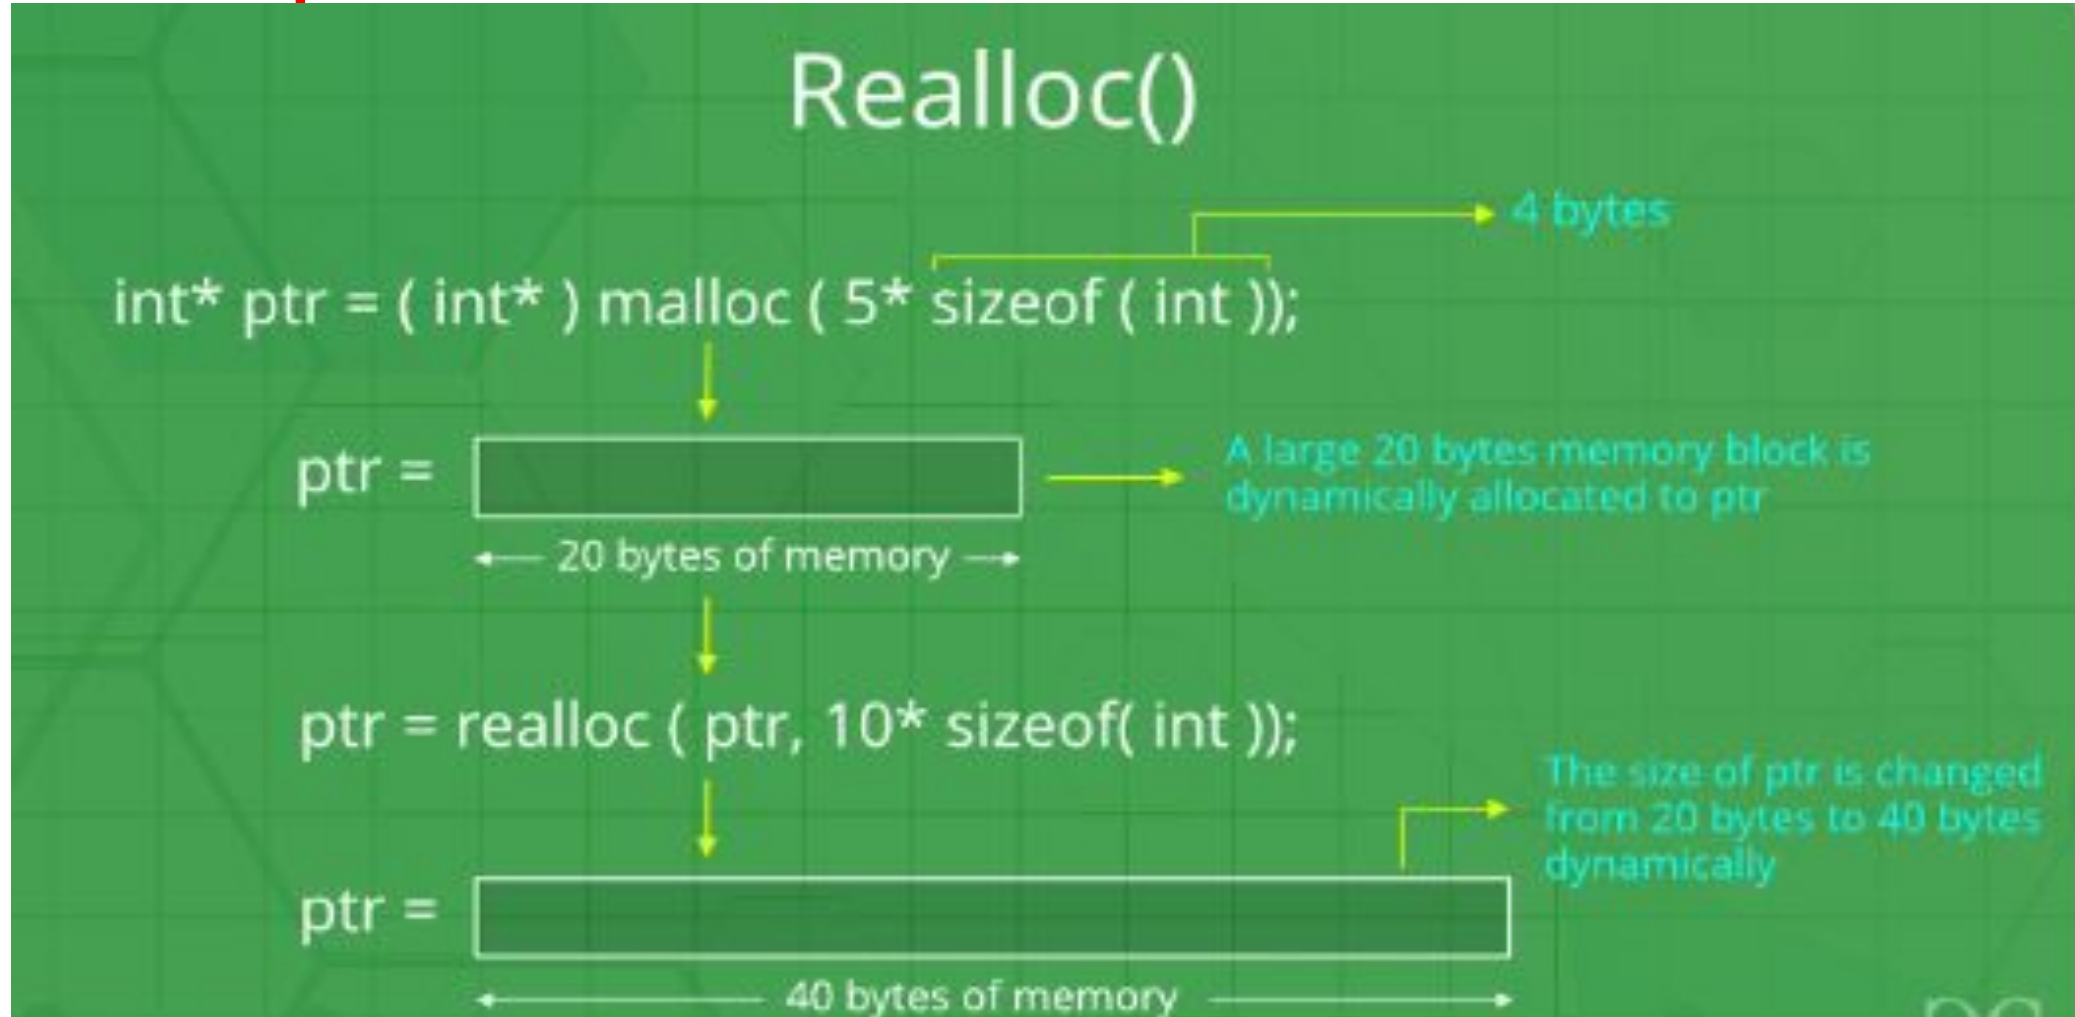 Realloc()
4 bytes
int* ptr = ( int* ) malloc ( 5* sizeof ( int ));
ptr =
A large 20 bytes memory block is
dynamically allocated to ptr
20 bytes of memory
ptr = realloc ( ptr, 10* sizeof( int ));
The size of ptr is changed
from 20 bytes to 40 bytes
dynamically
ptr =
40 bytes of memory